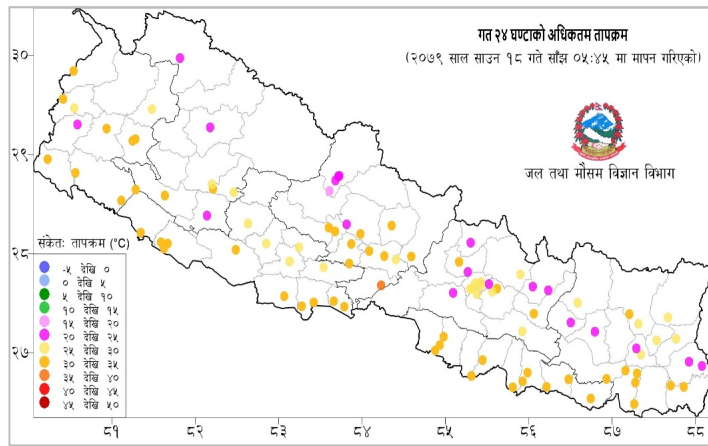 गत २४ घण्टाको अधिकतम तापक्रम
(२०७९ साल साउन १८ गते साँझ ०५:४५ मा मापन गरिएको)
जल तथा मौसम विज्ञान विभाग
३०
२९
२८
२७
संकेतः तापक्रम (°C)
-५ देखि ०
० देखि ५
५ देखि १०
१० देखि १५
१५ देखि २०
२० देखि २५
२५ देखि ३०
३० देखि ३५
३५ देखि ४०
४० देखि ४५
४५ देखि ५०
८१ ८२ ८३ ८४ ८५ ८६ ८७ ८८